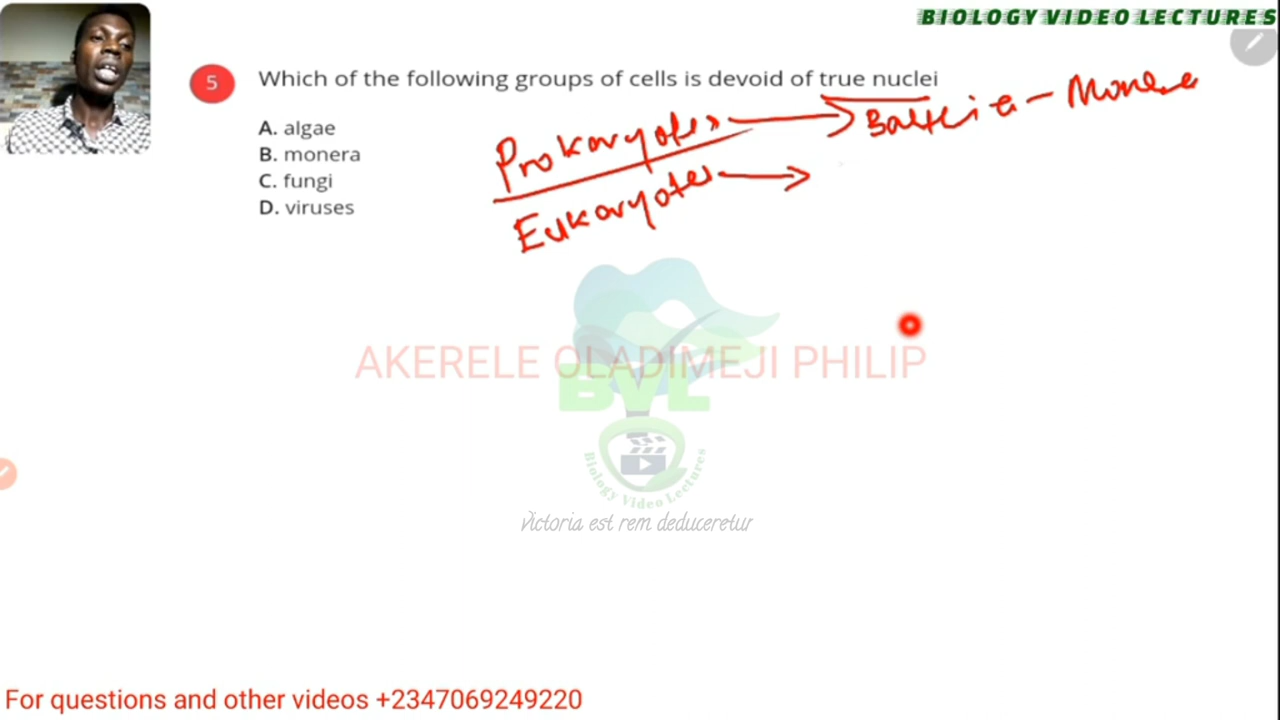 BIOLOGY VIDEO LECTURES
5 Which of the following groups of cells is devoid of true nuclei
A. algae
B. monera
C. fungi
D. viruses
Prokaryotes → Bacteria - Monera
Eukaryotes →
AKERELE OLADIMEJI PHILIP
BVL
Biology Video Lectures
Victoria est rem deduceretur
For questions and other videos +2347069249220